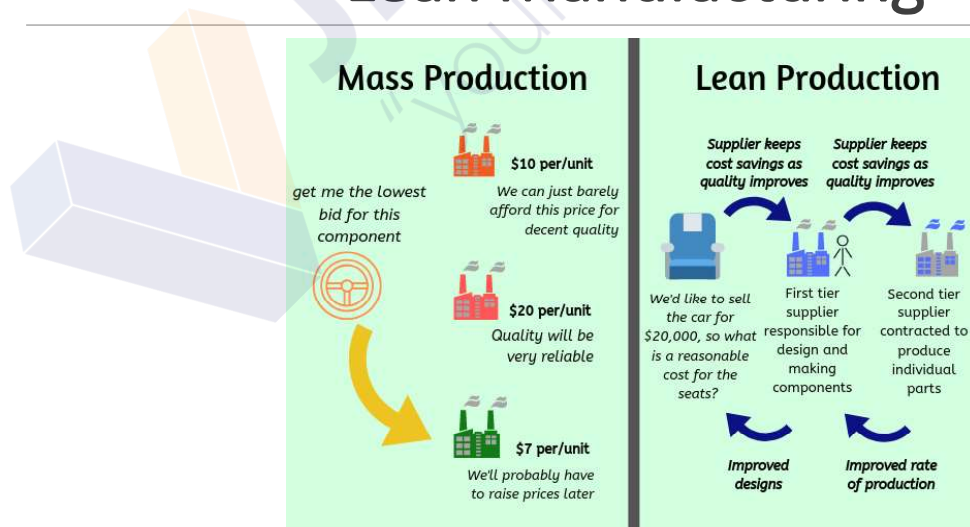 Lean Manufacturing
"your
Mass Production
get me the lowest
bid for this
component
$10 per/unit
We can just barely
afford this price for
decent quality
$20 per/unit
Quality will be
very reliable
$7 per/unit
We'll probably have
to raise prices later
Lean Production
Supplier keeps
cost savings as
quality improves
Supplier keeps
cost savings as
quality improves
We'd like to sell
the car for
$20,000, so what
is a reasonable
cost for the
seats?
First tier
supplier
responsible for
design and
making
components
Second tier
supplier
contracted to
produce
individual
parts
Improved
designs
Improved rate
of production